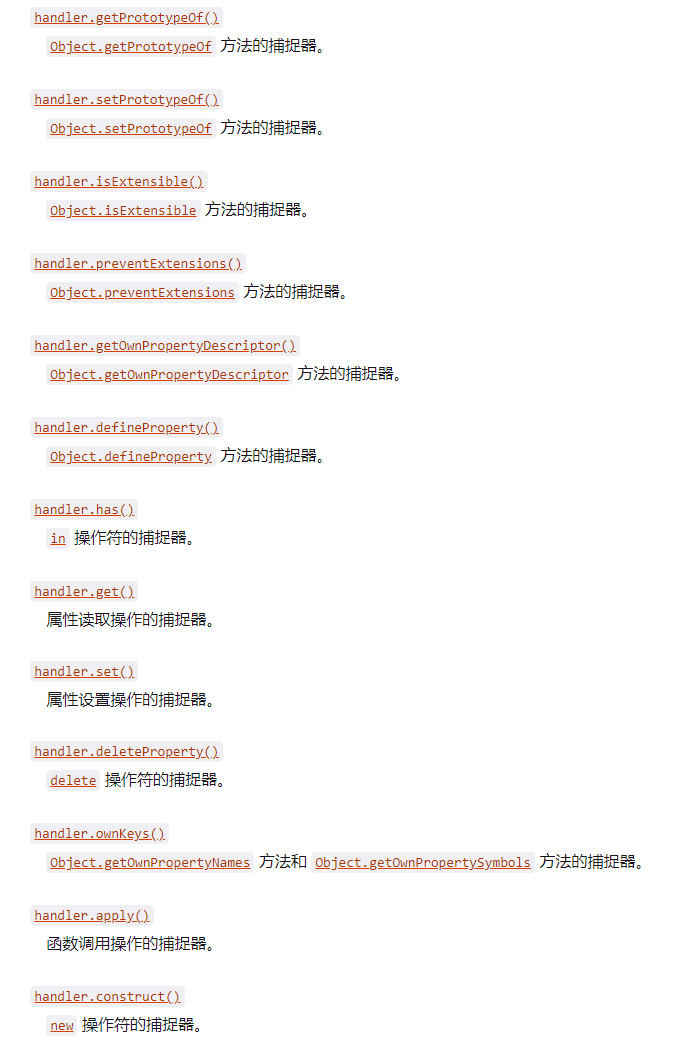 handler.getPrototypeOf()
Object.getPrototypeOf 方法的捕捉器。
handler.setPrototypeOf()
Object.setPrototypeOf 方法的捕捉器。
handler.isExtensible()
Object.isExtensible 方法的捕捉器。
handler.preventExtensions()
Object.preventExtensions 方法的捕捉器。
handler.getOwnPropertyDescriptor()
Object.getOwnPropertyDescriptor 方法的捕捉器。
handler.defineProperty()
Object.defineProperty 方法的捕捉器。
handler.has()
in 操作符的捕捉器。
handler.get()
属性读取操作的捕捉器。
handler.set()
属性设置操作的捕捉器。
handler.deleteProperty()
delete 操作符的捕捉器。
handler.ownKeys()
Object.getOwnPropertyNames 方法和 Object.getOwnPropertySymbols 方法的捕捉器。
handler.apply()
函数调用操作的捕捉器。
handler.construct()
new 操作符的捕捉器。